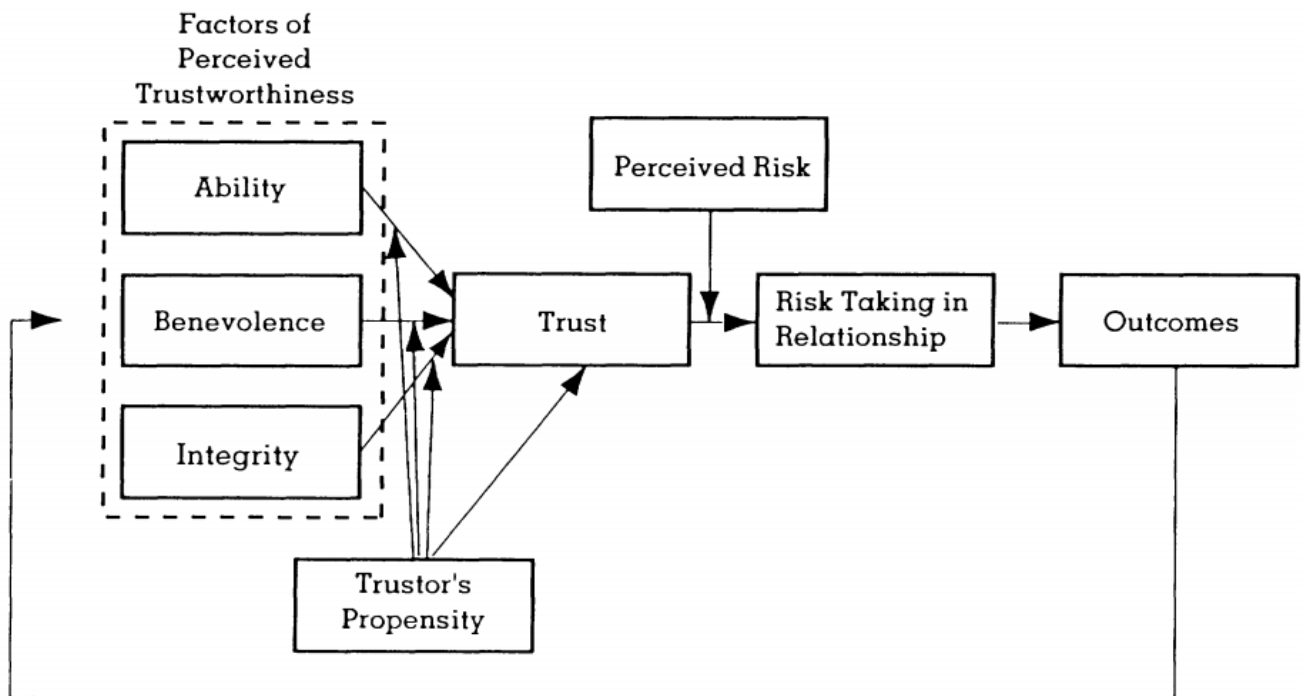 Factors of
Perceived
Trustworthiness
Ability
Benevolence
Integrity
Trustor's
Propensity
Trust
Perceived Risk
Risk Taking in
Relationship
Outcomes